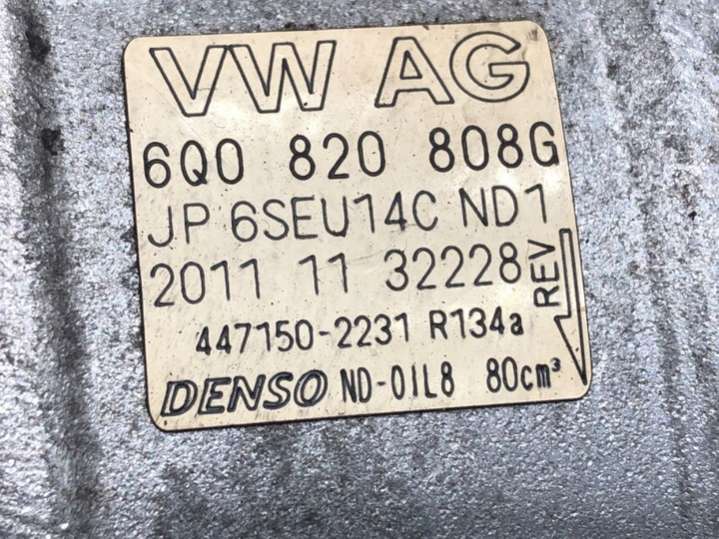 VW AG
6Q0 820 808G
JP 6SEU14C ND1
2011 11 32228
REV
447150-2231 R134a
DENSO ND-OIL8 80cm³